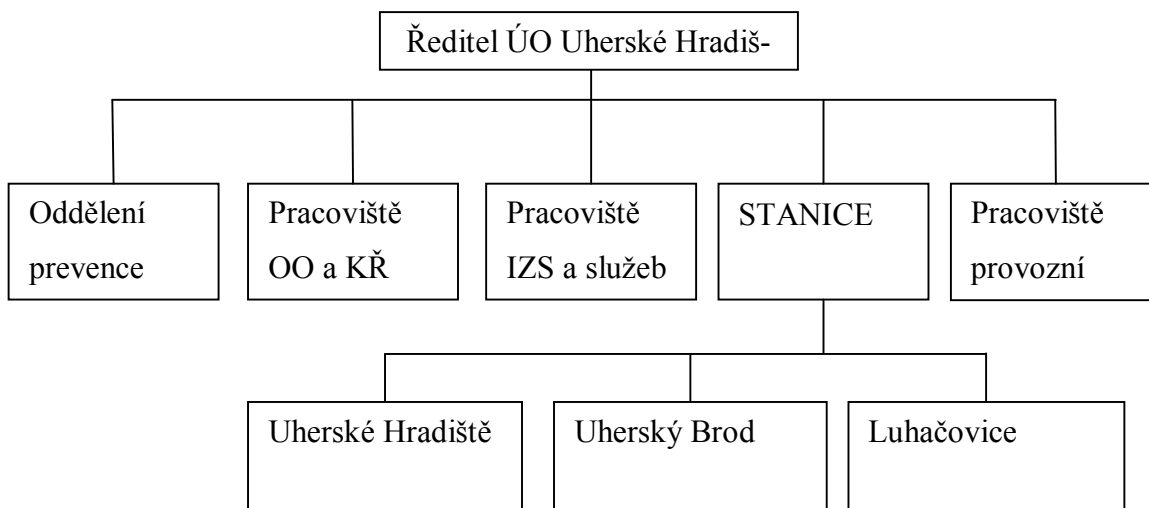 Ředitel ÚO Uherské Hradiš-
Oddělení
prevence
Pracoviště
OO a KŘ
Pracoviště
IZS a služeb
STANICE
Pracoviště
provozní
Uherské Hradiště
Uherský Brod
Luhačovice